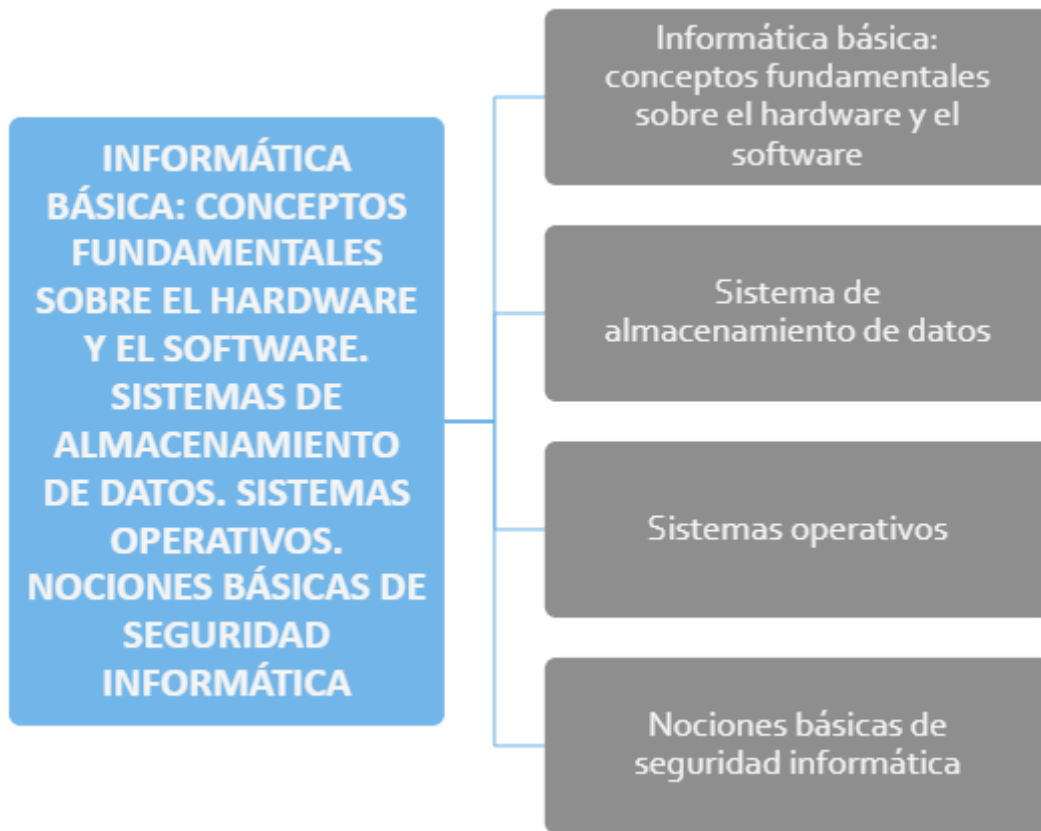 INFORMÁTICA
BÁSICA: CONCEPTOS
FUNDAMENTALES
SOBRE EL HARDWARE
Y EL SOFTWARE.
SISTEMAS DE
ALMACENAMIENTO
DE DATOS. SISTEMAS
OPERATIVOS.
NOCIONES BÁSICAS DE
SEGURIDAD
INFORMÁTICA
Informática básica:
conceptos fundamentales
sobre el hardware y el
software
Sistema de
almacenamiento de datos
Sistemas operativos
Nociones básicas de
seguridad informática